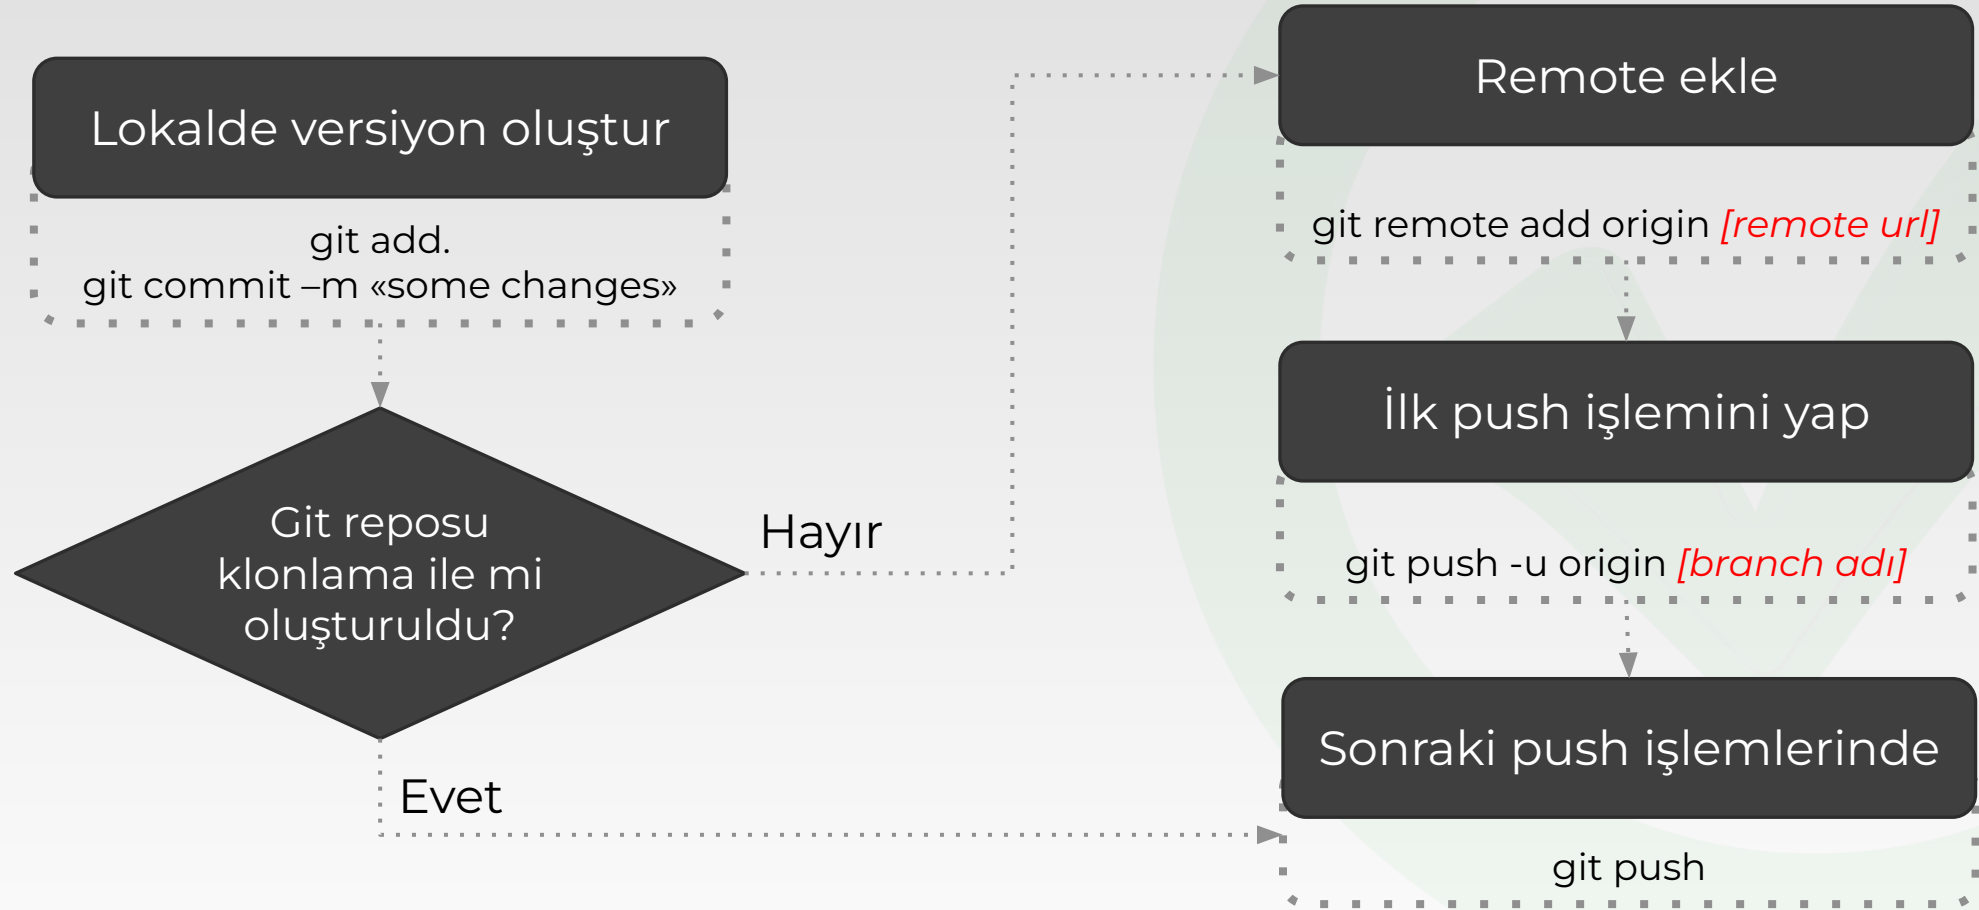 Lokalde versiyon oluştur
git add.
git commit –m «some changes»
Git reposu
klonlama ile mi
oluşturuldu?
Hayır
Evet
Remote ekle
git remote add origin [remote url]
İlk push işlemini yap
git push -u origin [branch adı]
Sonraki push işlemlerinde
git push